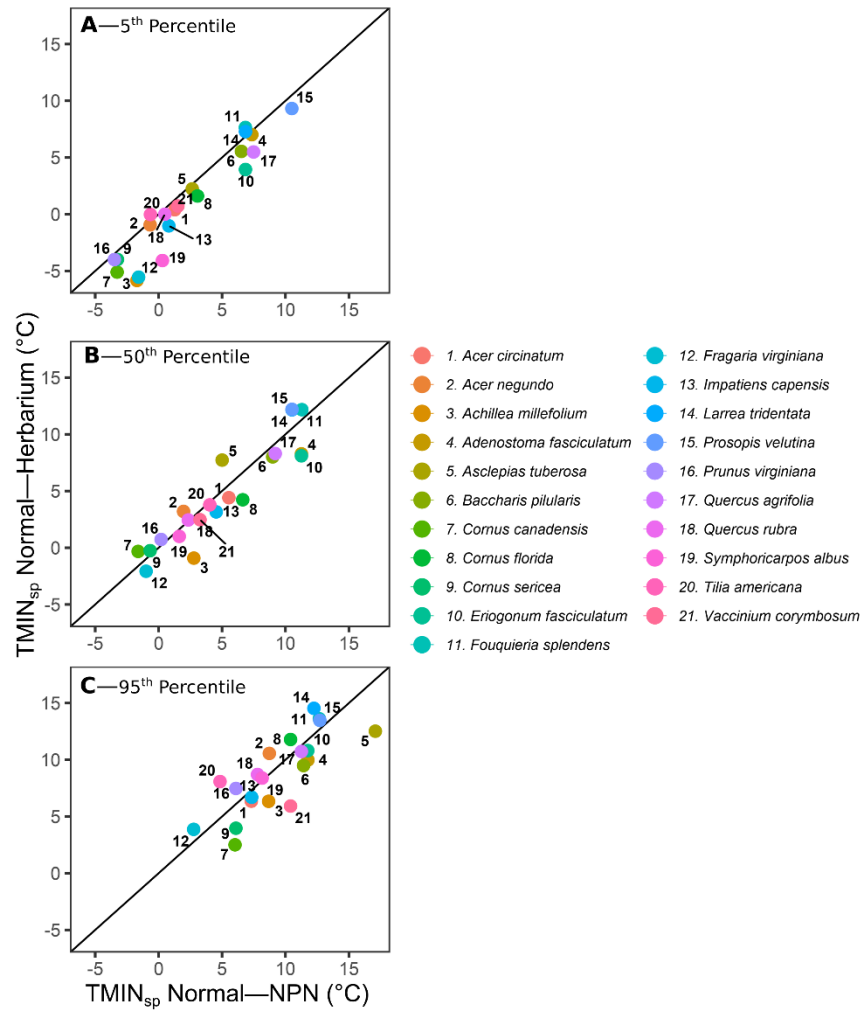 A—5th Percentile
15
10
5
0
-5
11
15
14
4
6
17
10
5
20
21
8
2
1
18
13
16
9
12
19
7
3
-5 0 5 10 15
B—50th Percentile
15
10
5
0
-5
15
14
11
5
17
4
6
10
20
1
2
13
8
18
16
21
7
19
9
3
12
-5 0 5 10 15
C—95th Percentile
15
10
5
0
-5
14
15
11
2
8
10
5
17
4
18
6
20
16
13
19
1
3
21
12
9
7
-5 0 5 10 15
TMINsp Normal—Herbarium (°C)
TMINsp Normal—NPN (°C)
1. Acer circinatum
2. Acer negundo
3. Achillea millefolium
4. Adenostoma fasciculatum
5. Asclepias tuberosa
6. Baccharis pilularis
7. Cornus canadensis
8. Cornus florida
9. Cornus sericea
10. Eriogonum fasciculatum
11. Fouquieria splendens
12. Fragaria virginiana
13. Impatiens capensis
14. Larrea tridentata
15. Prosopis velutina
16. Prunus virginiana
17. Quercus agrifolia
18. Quercus rubra
19. Symphoricarpos albus
20. Tilia americana
21. Vaccinium corymbosum